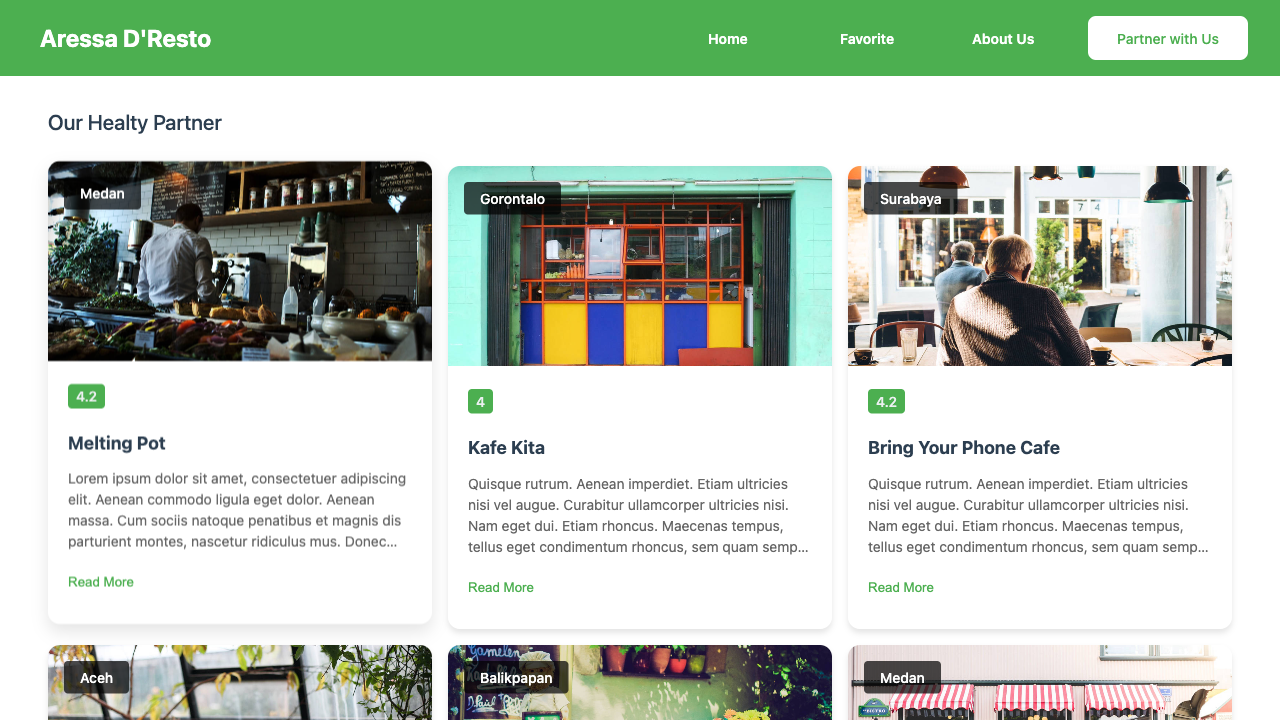 Aressa D'Resto
Home
Favorite
About Us
Partner with Us
Our Healty Partner
Medan
4.2
Melting Pot
Lorem ipsum dolor sit amet, consectetuer adipiscing
elit. Aenean commodo ligula eget dolor. Aenean
massa. Cum sociis natoque penatibus et magnis dis
parturient montes, nascetur ridiculus mus. Donec...
Read More
Gorontalo
4
Kafe Kita
Quisque rutrum. Aenean imperdiet. Etiam ultricies
nisi vel augue. Curabitur ullamcorper ultricies nisi.
Nam eget dui. Etiam rhoncus. Maecenas tempus,
tellus eget condimentum rhoncus, sem quam semp...
Read More
Surabaya
4.2
Bring Your Phone Cafe
Quisque rutrum. Aenean imperdiet. Etiam ultricies
nisi vel augue. Curabitur ullamcorper ultricies nisi.
Nam eget dui. Etiam rhoncus. Maecenas tempus,
tellus eget condimentum rhoncus, sem quam semp...
Read More
Aceh
Balikpapan
Medan
BISTRO